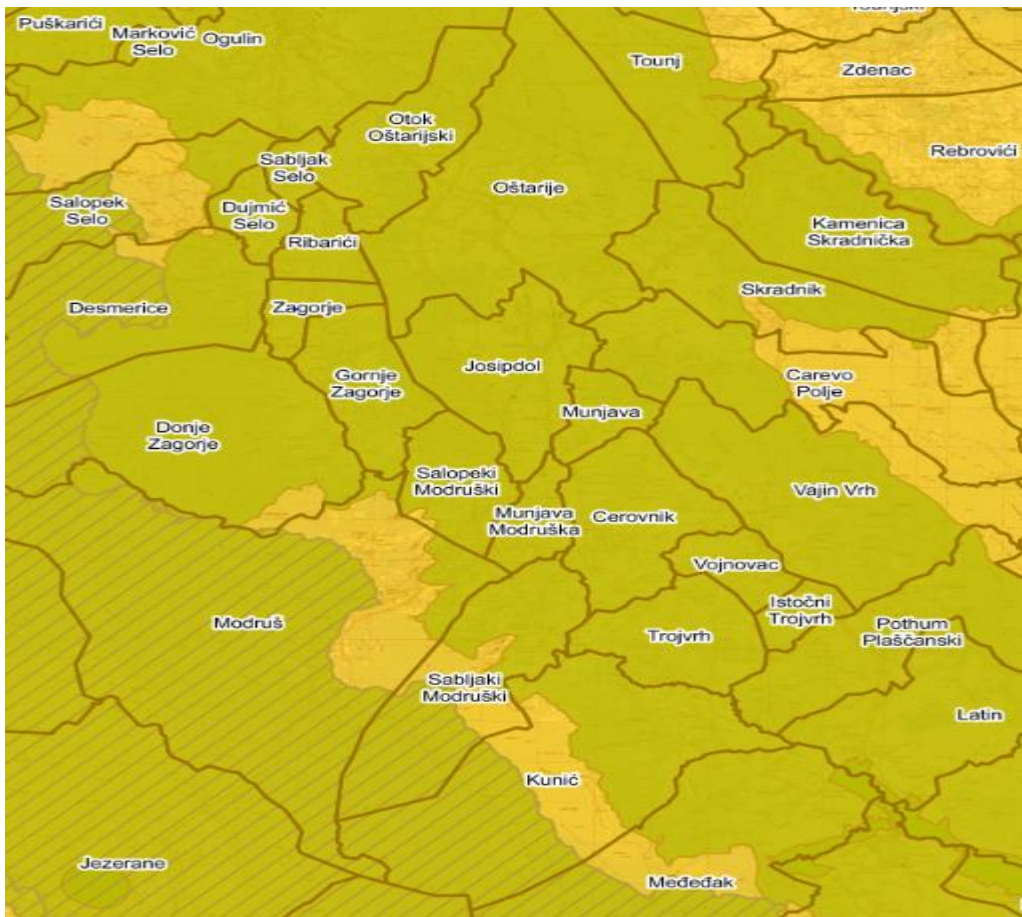 Puškarići
Marković
Selo
Ogulin
Tounj
Zdenac
Otok
Oštarijski
Rebrovići
Sabljak
Selo
Oštarije
Salopek
Selo
Dujmić
Selo
Ribarići
Kamenica
Skradnička
Skradnik
Desmerice
Zagorje
Josipdol
Gornje
Zagorje
Carevo
Polje
Munjava
Donje
Zagorje
Salopeki
Modruški
Vajin Vrh
Munjava
Modruška
Cerovnik
Vojnovac
Istočni
Trojvrh
Modruš
Trojvrh
Pothum
Plaščanski
Sabljaki
Modruški
Latin
Kunić
Jezerane
Međeđak